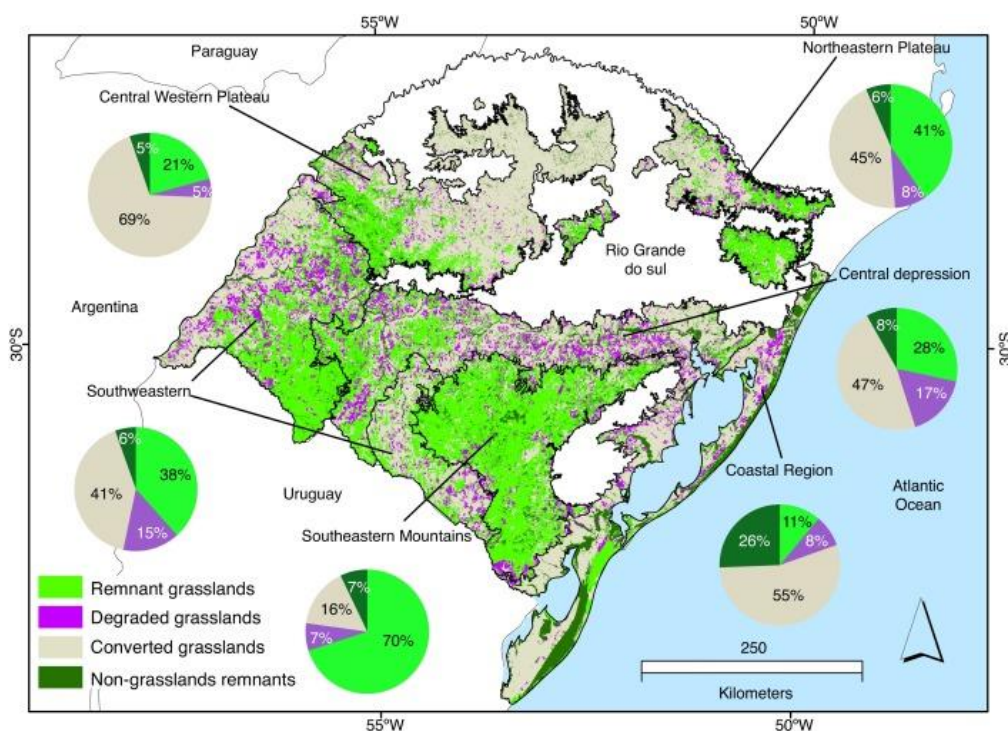 55°W
50°W
Paraguay
Northeastern Plateau
Central Western Plateau
6%
41%
45%
8%
5%
21%
5%
69%
Rio Grande
do sul
Central depression
Argentina
30°S
30°S
8%
28%
47%
17%
Southwestern
6%
38%
41%
15%
Coastal Region
Uruguay
Atlantic
Ocean
Southeastern Mountains
11%
26%
8%
55%
7%
16%
7%
70%
Remnant grasslands
Degraded grasslands
Converted grasslands
Non-grasslands remnants
250
Kilometers
55°W
50°W